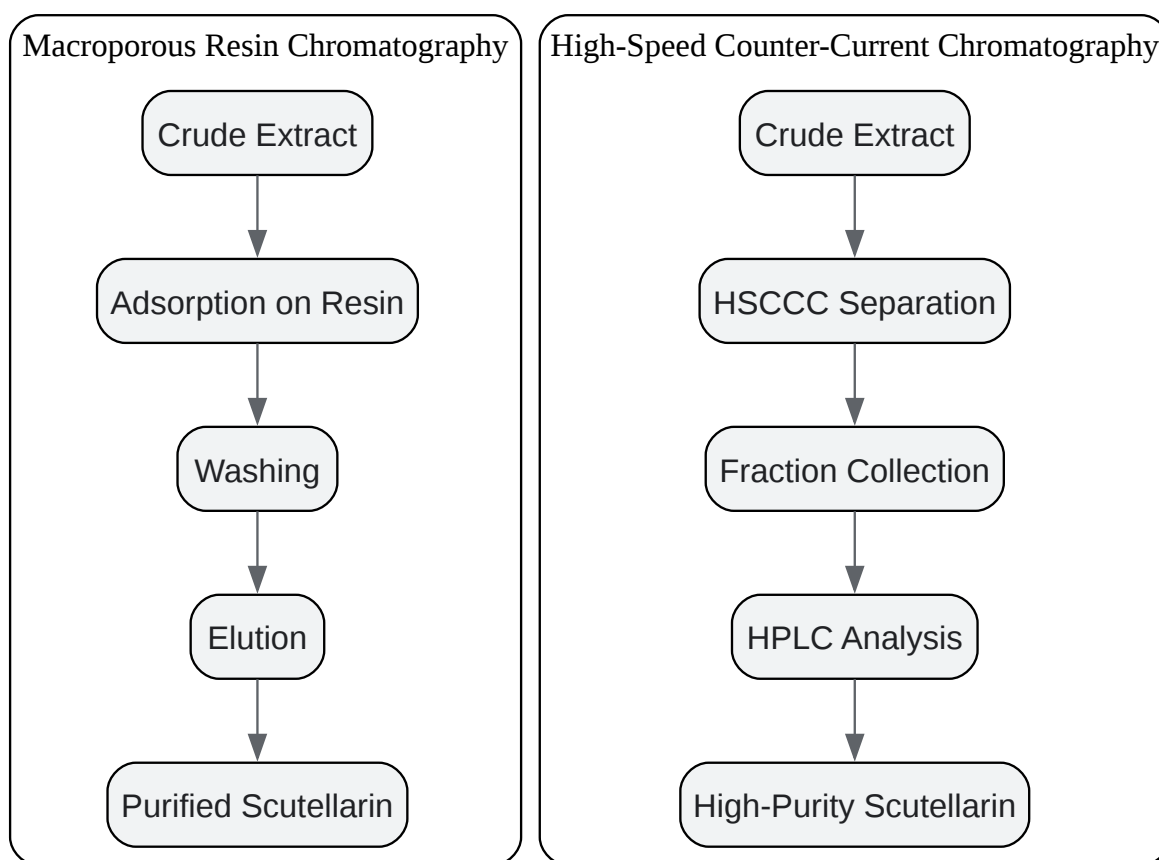 Macroporous Resin Chromatography
Crude Extract
Adsorption on Resin
Washing
Elution
Purified Scutellarin
High-Speed Counter-Current Chromatography
Crude Extract
HSCCC Separation
Fraction Collection
HPLC Analysis
High-Purity Scutellarin